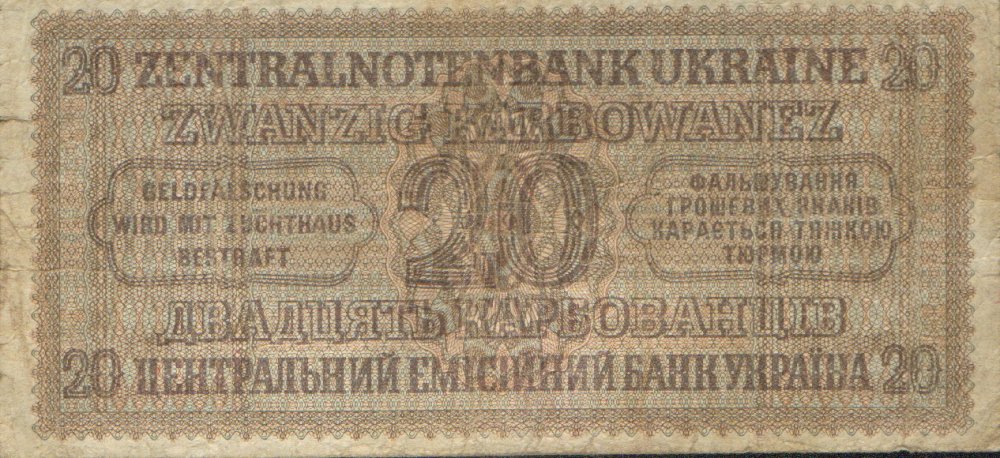 20 ZENTRALNOTENBANK UKRAINE 20
ZWANZIG KARBOWANEZ
GELDFAELSCHUNG
WIRD MIT ZUCHTHAUS
BESTRAFT
20
ФАЛЬШУВАННЯ
ГРОШЕВИХ ЗНАКІВ
КАРАЄТЬСЯ ТЯЖКОЮ
ТЮРМОЮ
ДВАДЦЯТЬ КАРБОВАНЦІВ
20 ЦЕНТРАЛЬНИЙ ЕМІСІЙНИЙ БАНК УКРАЇНА 20